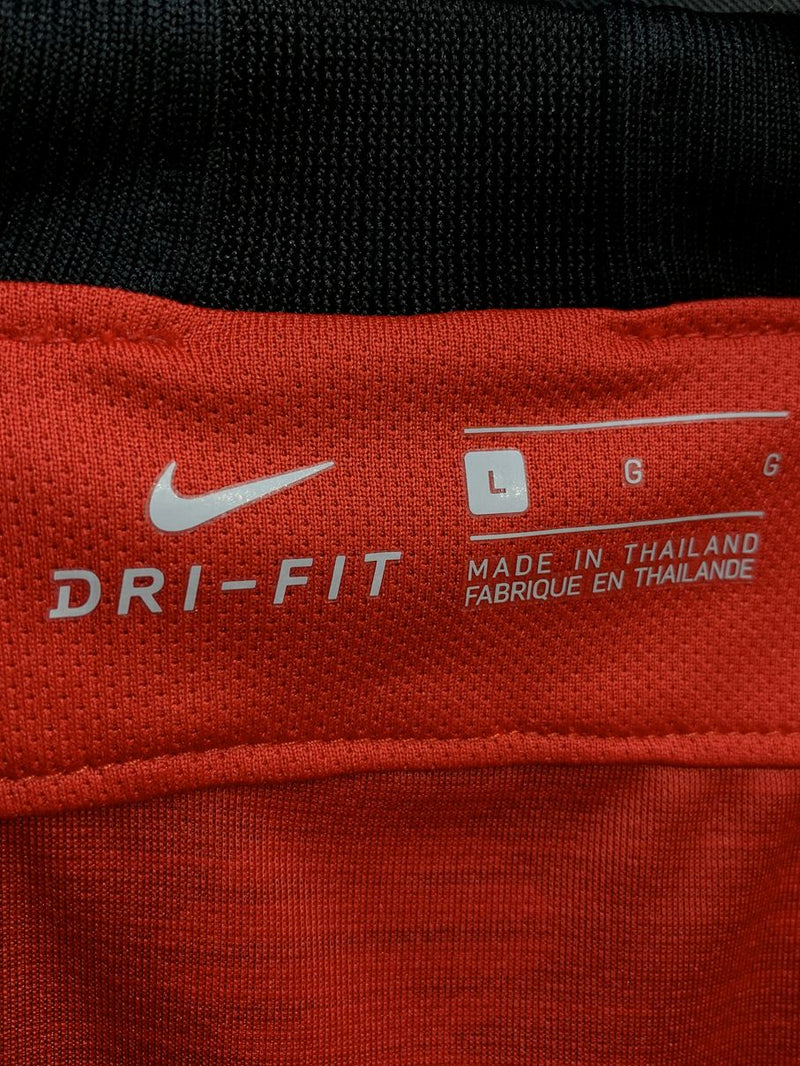 DRI-FIT
L G G
MADE IN THAILAND
FABRIQUE EN THAILANDE